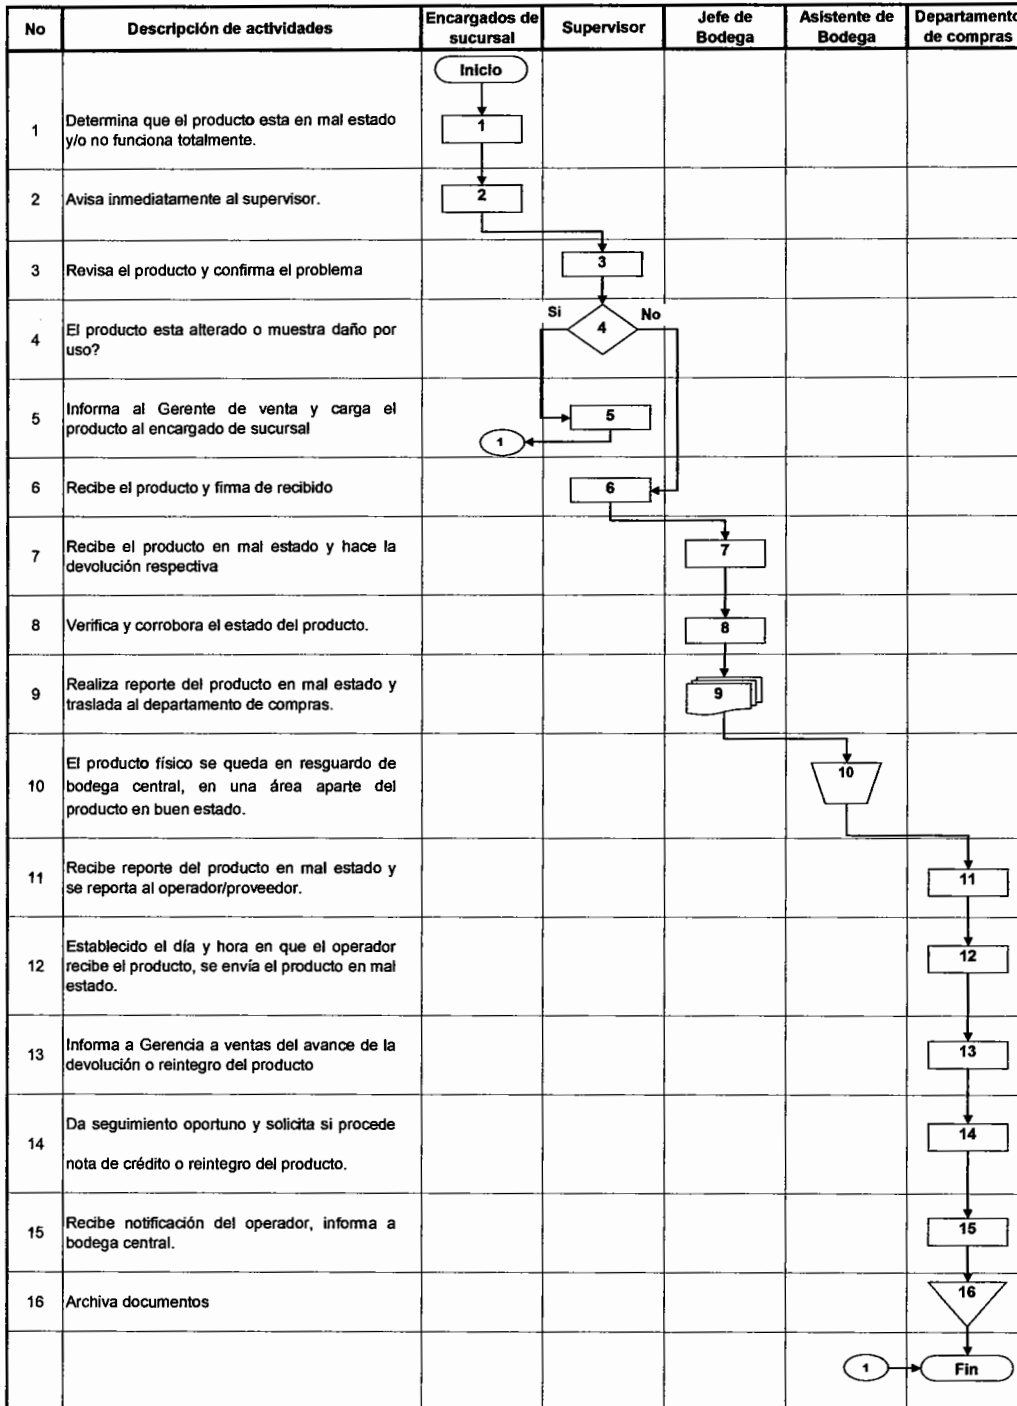 No
Descripción de actividades
Encargados de
sucursal
Supervisor
Jefe de
Bodega
Asistente de
Bodega
Departamento
de compras
Inicio
1
Determina que el producto esta en mal estado
y/o no funciona totalmente.
1
2
Avisa inmediatamente al supervisor.
2
3
Revisa el producto y confirma el problema
3
4
El producto esta alterado o muestra daño por
uso?
Si
4
No
5
Informa al Gerente de venta y carga el
producto al encargado de sucursal
5
1
6
Recibe el producto y firma de recibido
6
7
Recibe el producto en mal estado y hace la
devolución respectiva
7
8
Verifica y corrobora el estado del producto.
8
9
Realiza reporte del producto en mal estado y
traslada al departamento de compras.
9
10
El producto físico se queda en resguardo de
bodega central, en una área aparte del
producto en buen estado.
10
11
Recibe reporte del producto en mal estado y
se reporta al operador/proveedor.
11
12
Establecido el día y hora en que el operador
recibe el producto, se envía el producto en mal
estado.
12
13
Informa a Gerencia a ventas del avance de la
devolución o reintegro del producto
13
14
Da seguimiento oportuno y solicita si procede
nota de crédito o reintegro del producto.
14
15
Recibe notificación del operador, informa a
bodega central.
15
16
Archiva documentos
16
1
Fin